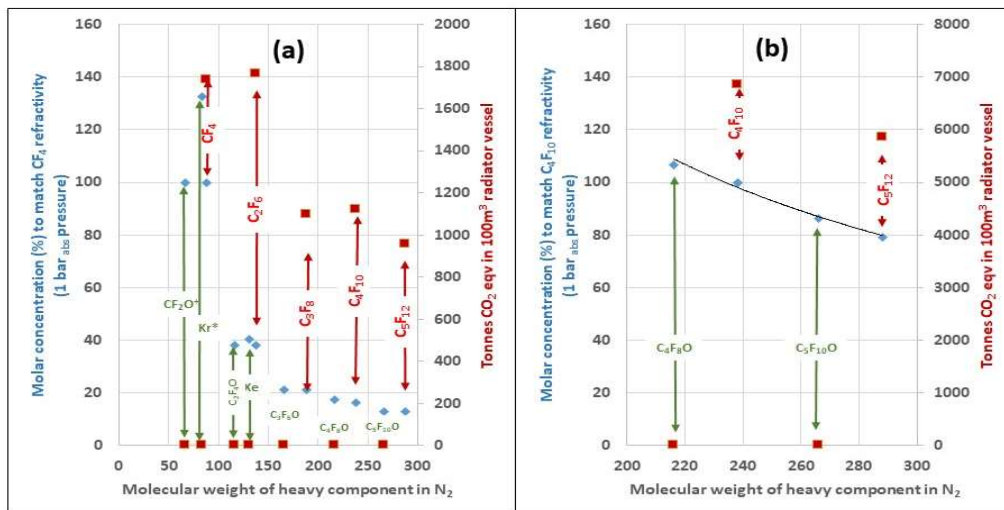 (a)
Molar concentration (%) to match CF₄ refractivity
(1 bar abs pressure)
160
140
120
100
80
60
40
20
0
2000
1800
1600
1400
1200
1000
800
600
400
200
0
Tonnes CO₂ eqv in 100m³ radiator vessel
CF₄
C₂F₆
C₃F₈
C₄F₁₀
C₅F₁₂
CF₂O⁺
Kr*
C₂F₄O
Xe
C₃F₆O
C₄F₈O
C₅F₁₀O
0 50 100 150 200 250 300
Molecular weight of heavy component in N₂
(b)
Molar concentration (%) to match C₄F₁₀ refractivity
(1 bar abs pressure)
160
140
120
100
80
60
40
20
0
8000
7000
6000
5000
4000
3000
2000
1000
0
Tonnes CO₂ eqv in 100m³ radiator vessel
C₄F₁₀
C₅F₁₂
C₄F₈O
C₅F₁₀O
200 220 240 260 280 300
Molecular weight of heavy component in N₂